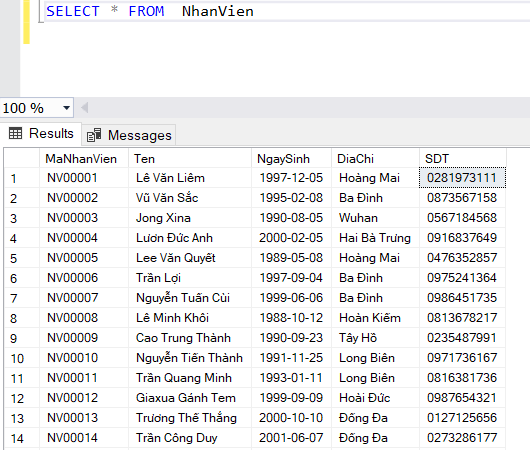 SELECT * FROM NhanVien
100 %
Results Messages
MaNhanVien Ten NgaySinh DiaChi SDT
1 NV00001 Lê Văn Liêm 1997-12-05 Hoàng Mai 0281973111
2 NV00002 Vũ Văn Sắc 1995-02-08 Ba Đình 0873567158
3 NV00003 Jong Xina 1990-08-05 Wuhan 0567184568
4 NV00004 Lươn Đức Anh 2000-02-05 Hai Bà Trưng 0916837649
5 NV00005 Lee Văn Quyết 1989-05-08 Hoàng Mai 0476352857
6 NV00006 Trần Lợi 1997-09-04 Ba Đình 0975241364
7 NV00007 Nguyễn Tuấn Cùi 1999-06-06 Ba Đình 0986451735
8 NV00008 Lê Minh Khôi 1988-10-12 Hoàn Kiếm 0813678217
9 NV00009 Cao Trung Thành 1990-09-23 Tây Hồ 0235487991
10 NV00010 Nguyễn Tiến Thành 1991-11-25 Long Biên 0971736167
11 NV00011 Trần Quang Minh 1993-01-11 Long Biên 0816381736
12 NV00012 Giaxua Gánh Tem 1999-09-09 Hoài Đức 0987654321
13 NV00013 Trương Thế Thắng 2000-10-10 Đống Đa 0127125656
14 NV00014 Trần Công Duy 2001-06-07 Đống Đa 0273286177